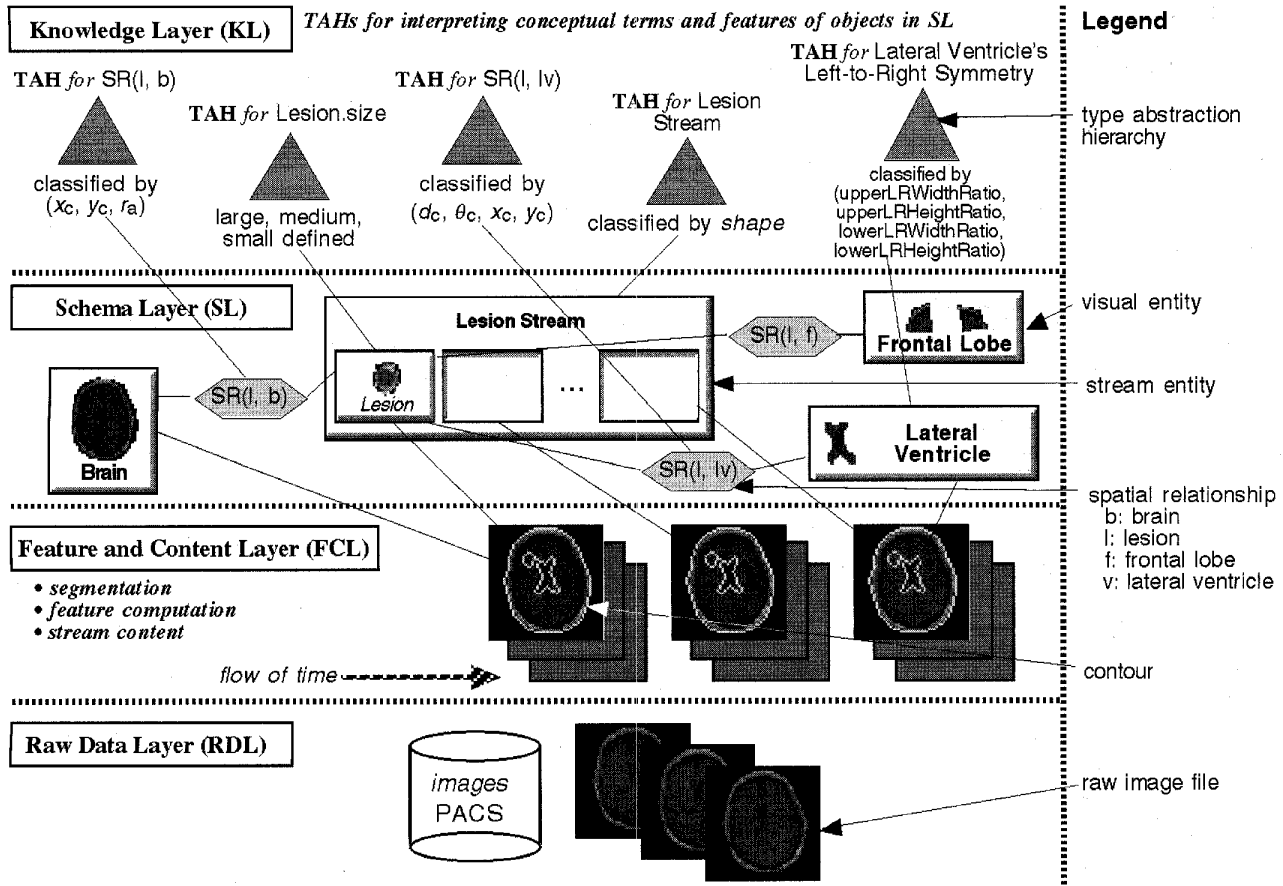 Knowledge Layer (KL)
TAHs for interpreting conceptual terms and features of objects in SL
TAH for SR(l, b)
classified by
(xc, yc, ra)
TAH for Lesion.size
large, medium,
small defined
TAH for SR(l, lv)
classified by
(dc, θc, xc, yc)
TAH for Lesion
Stream
classified by shape
TAH for Lateral Ventricle's
Left-to-Right Symmetry
classified by
(upperLRWidthRatio,
upperLRHeightRatio,
lowerLRWidthRatio,
lowerLRHeightRatio)
Schema Layer (SL)
Brain
SR(l, b)
Lesion Stream
Lesion
...
SR(l, f)
Frontal Lobe
SR(l, lv)
Lateral
Ventricle
Feature and Content Layer (FCL)
• segmentation
• feature computation
• stream content
flow of time
Raw Data Layer (RDL)
images
PACS
Legend
type abstraction
hierarchy
visual entity
stream entity
spatial relationship
b: brain
l: lesion
f: frontal lobe
v: lateral ventricle
contour
raw image file